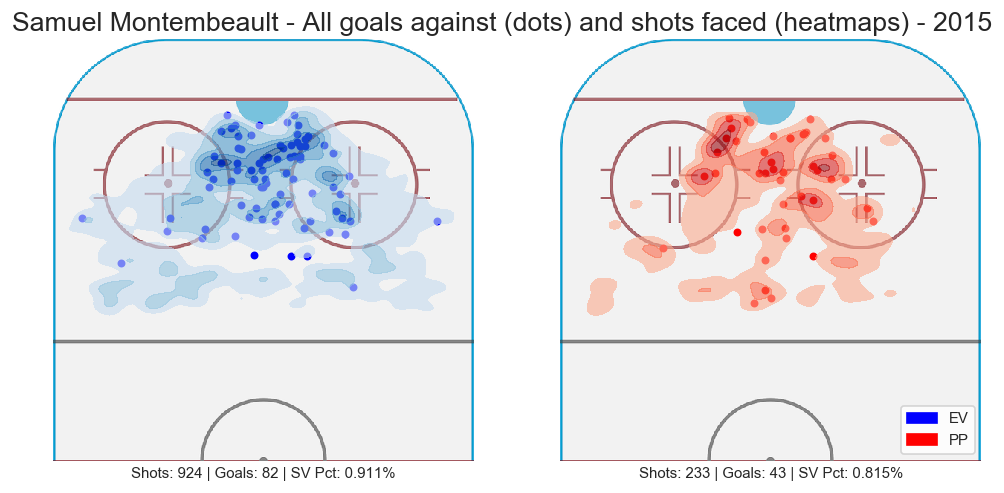 Samuel Montembeault - All goals against (dots) and shots faced (heatmaps) - 2015
EV
PP
Shots: 924 | Goals: 82 | SV Pct: 0.911%
Shots: 233 | Goals: 43 | SV Pct: 0.815%